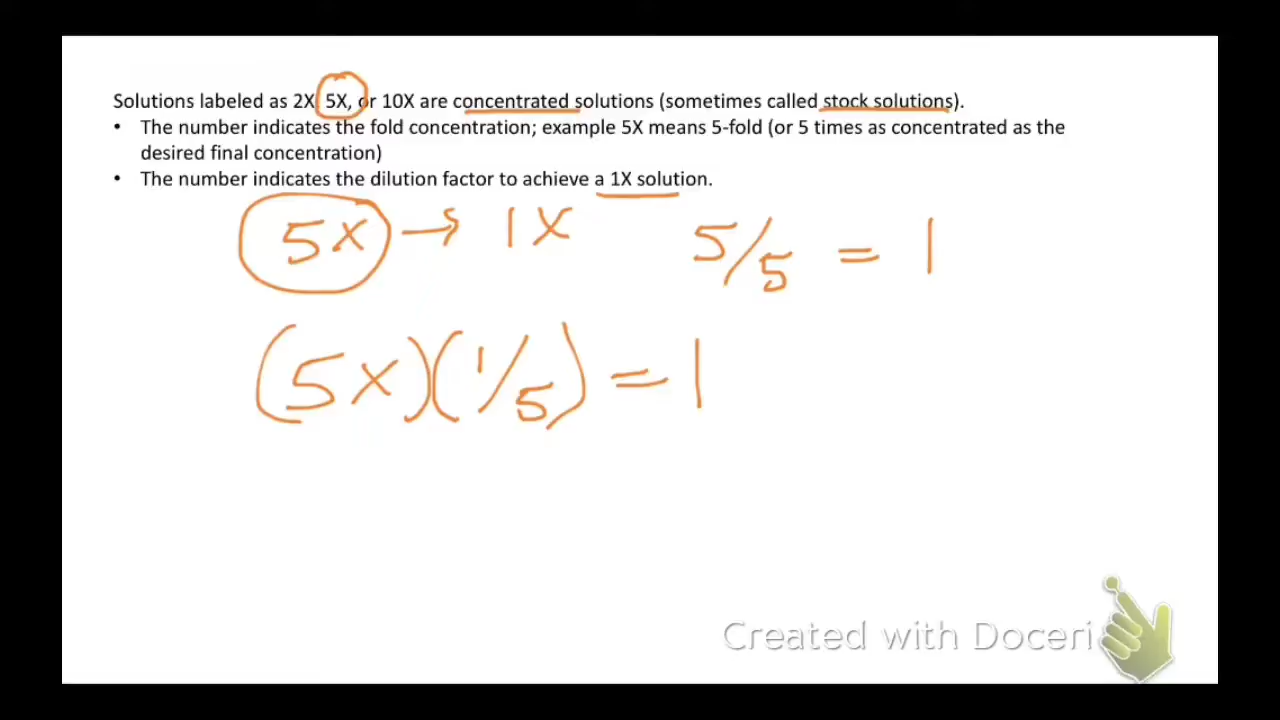 Solutions labeled as 2X, 5X, or 10X are concentrated solutions (sometimes called stock solutions).
• The number indicates the fold concentration; example 5X means 5-fold (or 5 times as concentrated as the
desired final concentration)
• The number indicates the dilution factor to achieve a 1X solution.
5X → 1X 5/5 = 1
(5X)(1/5) = 1
Created with Doceri